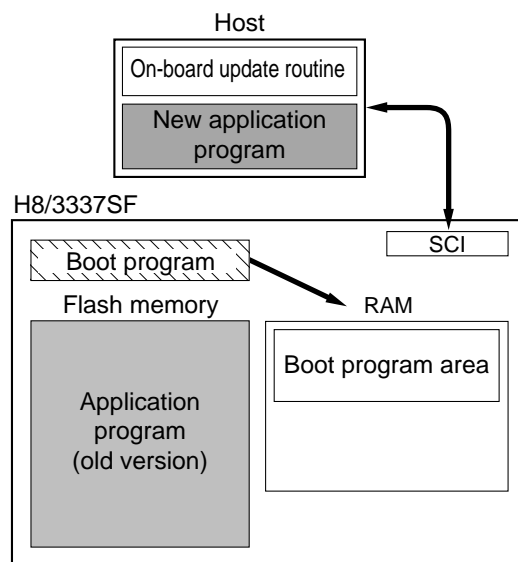 Host
On-board update routine
New application
program
H8/3337SF
SCI
Boot program
Flash memory
RAM
Boot program area
Application
program
(old version)